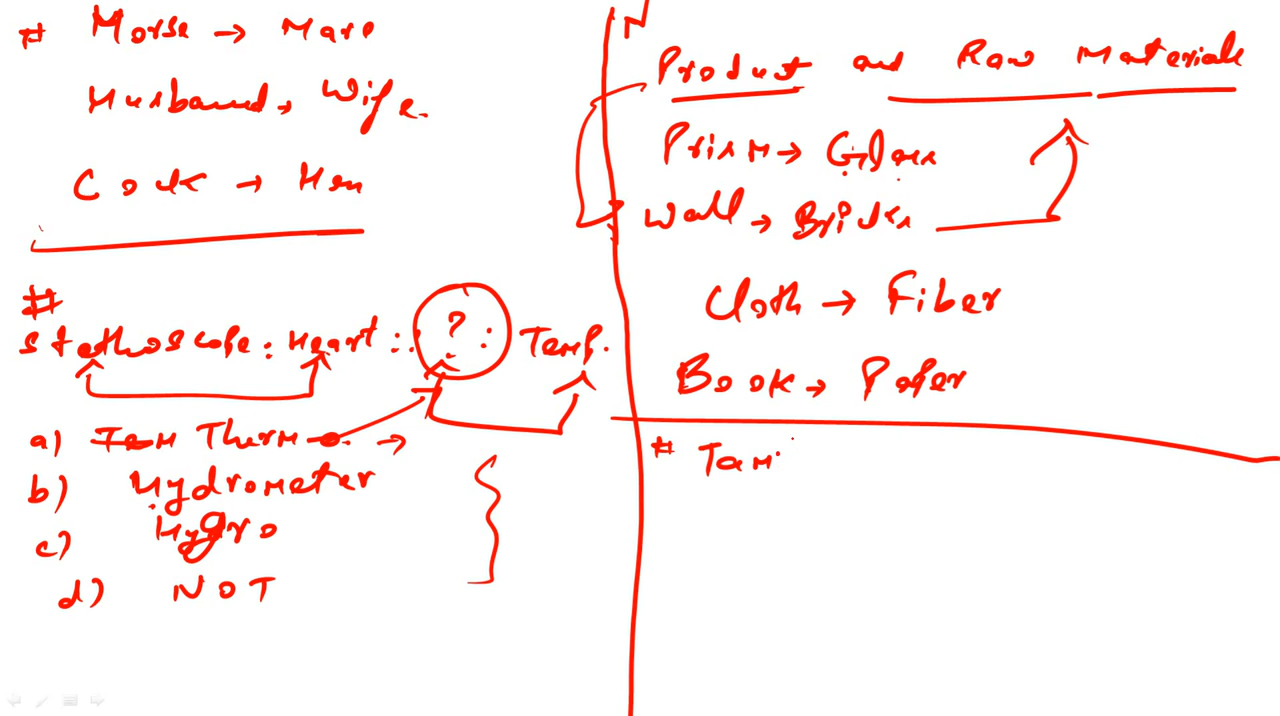 # Horse → Mare
Husband → Wife.
Cock → Hen
#
Stethoscope : Heart :: ? : Temp.
a) Thermo →
b) Hydrometer
c) Hygro
d) NOT
Product and Raw Materials
Prism → Glass
Wall → Bricks
Cloth → Fiber
Book → Paper
# Tam